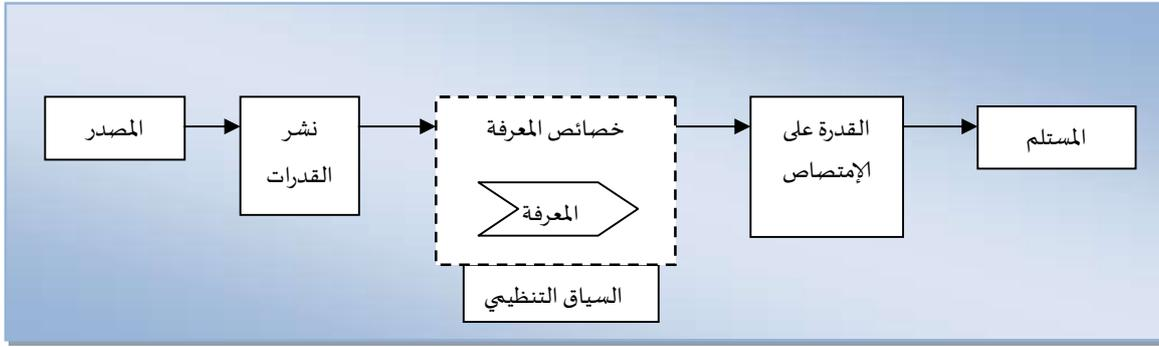 المصدر
نشر
القدرات
خصائص المعرفة
المعرفة
السياق التنظيمي
القدرة على
الإمتصاص
المستلم